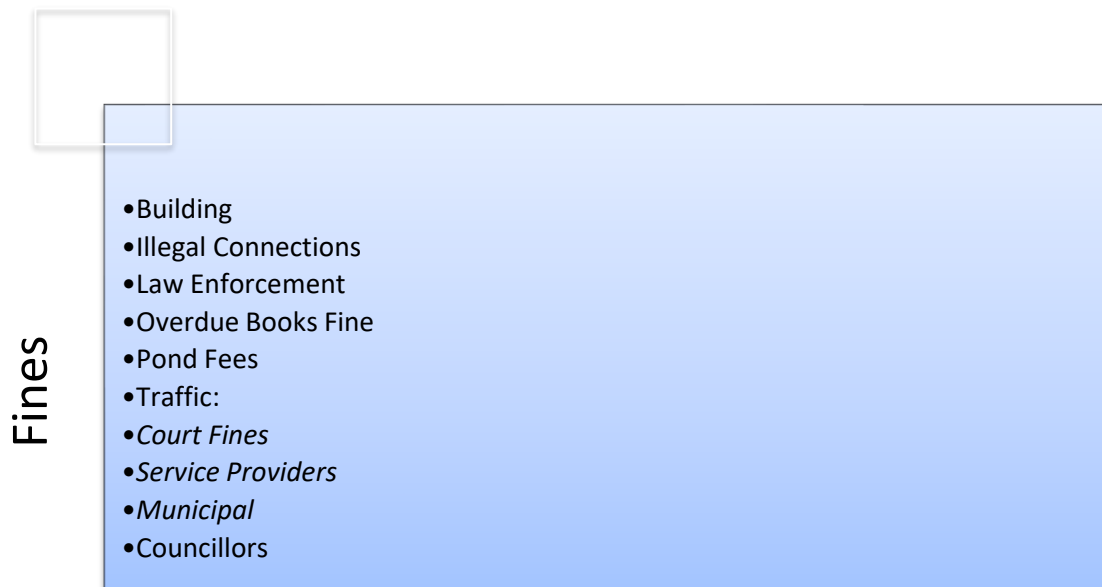 Fines
•Building
•Illegal Connections
•Law Enforcement
•Overdue Books Fine
•Pond Fees
•Traffic:
•Court Fines
•Service Providers
•Municipal
•Councillors